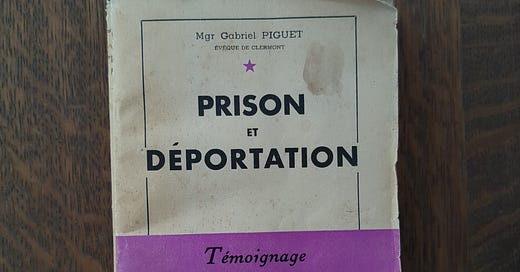 Mgr Gabriel PIGUET
ÉVÊQUE DE CLERMONT
PRISON
ET
DÉPORTATION
Témoignage